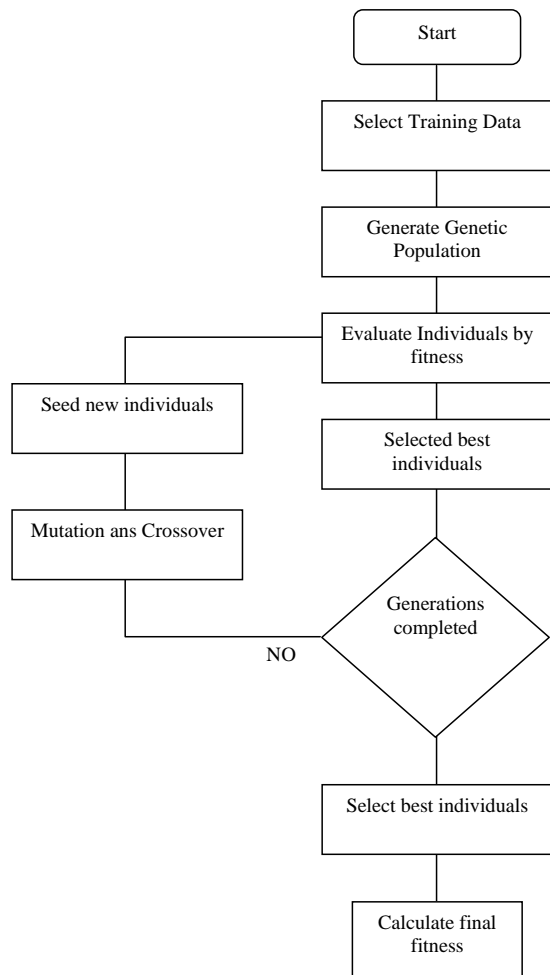 Start
Select Training Data
Generate Genetic
Population
Evaluate Individuals by
fitness
Seed new individuals
Selected best
individuals
Mutation ans Crossover
Generations
completed
NO
Select best individuals
Calculate final
fitness